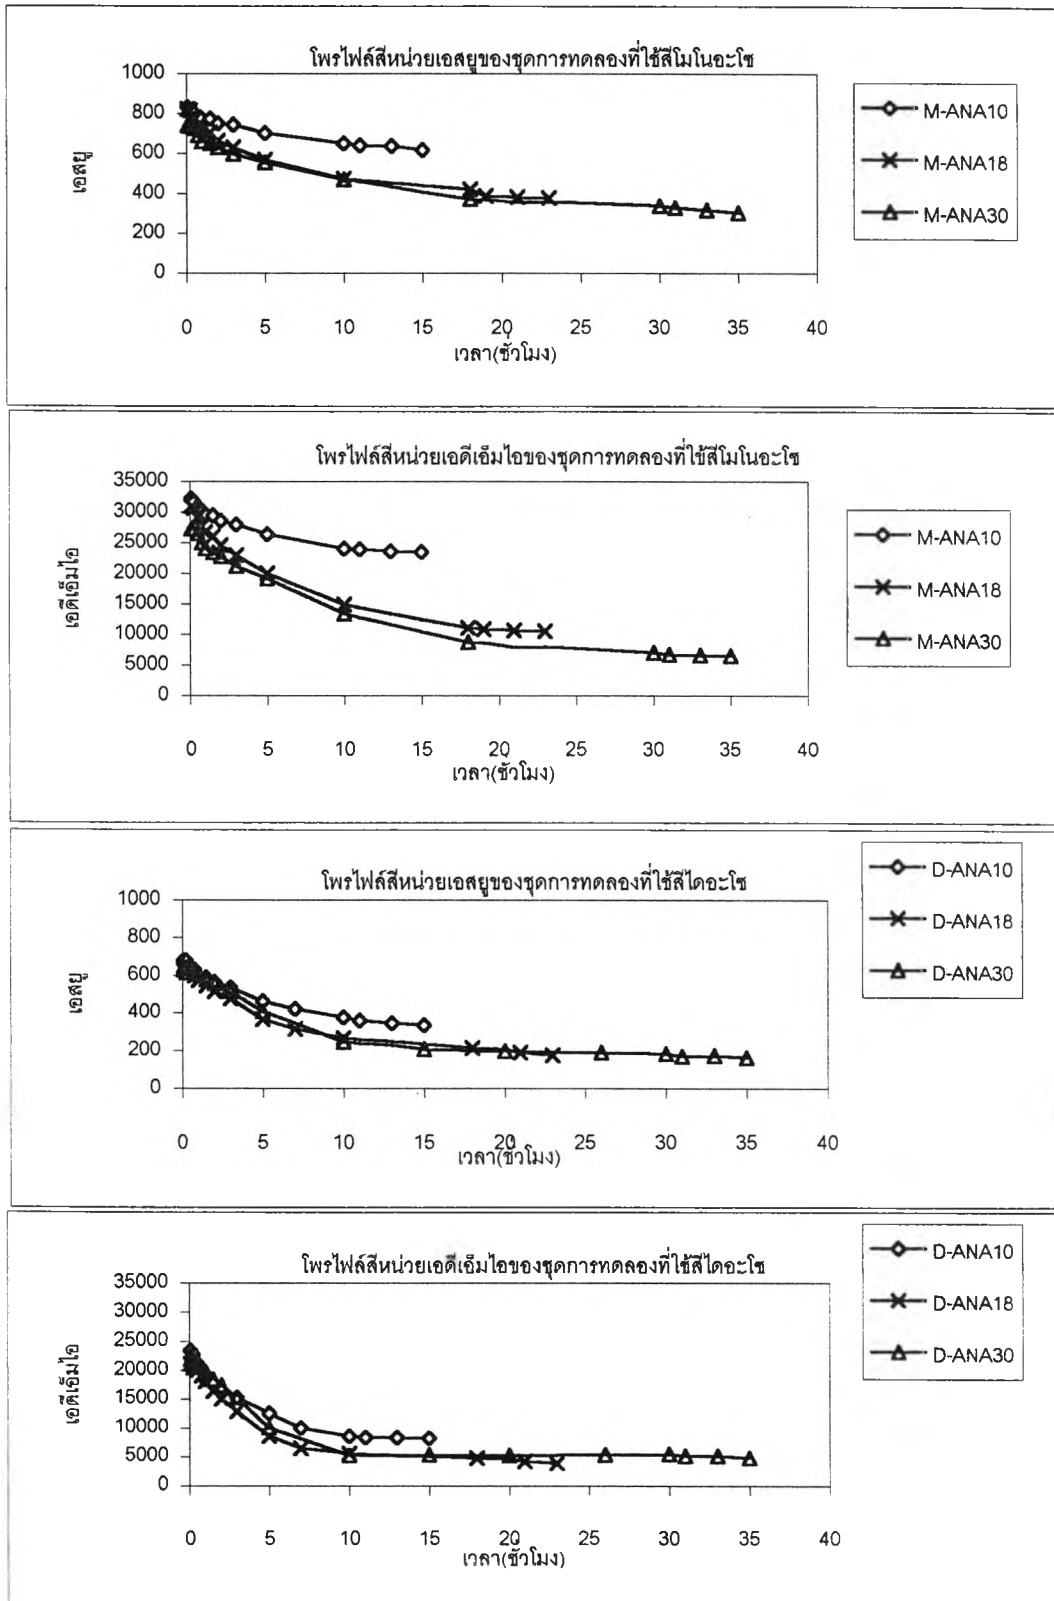 โพรไฟล์สีหน่วยเอสยูของชุดการทดลองที่ใช้สีโมโนอะโซ
1000
800
600
400
200
0
เอสยู
0 5 10 15 20 25 30 35 40
เวลา(ชั่วโมง)
M-ANA10
M-ANA18
M-ANA30
โพรไฟล์สีหน่วยเอดีเอ็มไอของชุดการทดลองที่ใช้สีโมโนอะโซ
35000
30000
25000
20000
15000
10000
5000
0
เอดีเอ็มไอ
0 5 10 15 20 25 30 35 40
เวลา(ชั่วโมง)
M-ANA10
M-ANA18
M-ANA30
โพรไฟล์สีหน่วยเอสยูของชุดการทดลองที่ใช้สีไดอะโซ
1000
800
600
400
200
0
เอสยู
0 5 10 15 20 25 30 35 40
เวลา(ชั่วโมง)
D-ANA10
D-ANA18
D-ANA30
โพรไฟล์สีหน่วยเอดีเอ็มไอของชุดการทดลองที่ใช้สีไดอะโซ
35000
30000
25000
20000
15000
10000
5000
0
เอดีเอ็มไอ
0 5 10 15 20 25 30 35 40
เวลา(ชั่วโมง)
D-ANA10
D-ANA18
D-ANA30